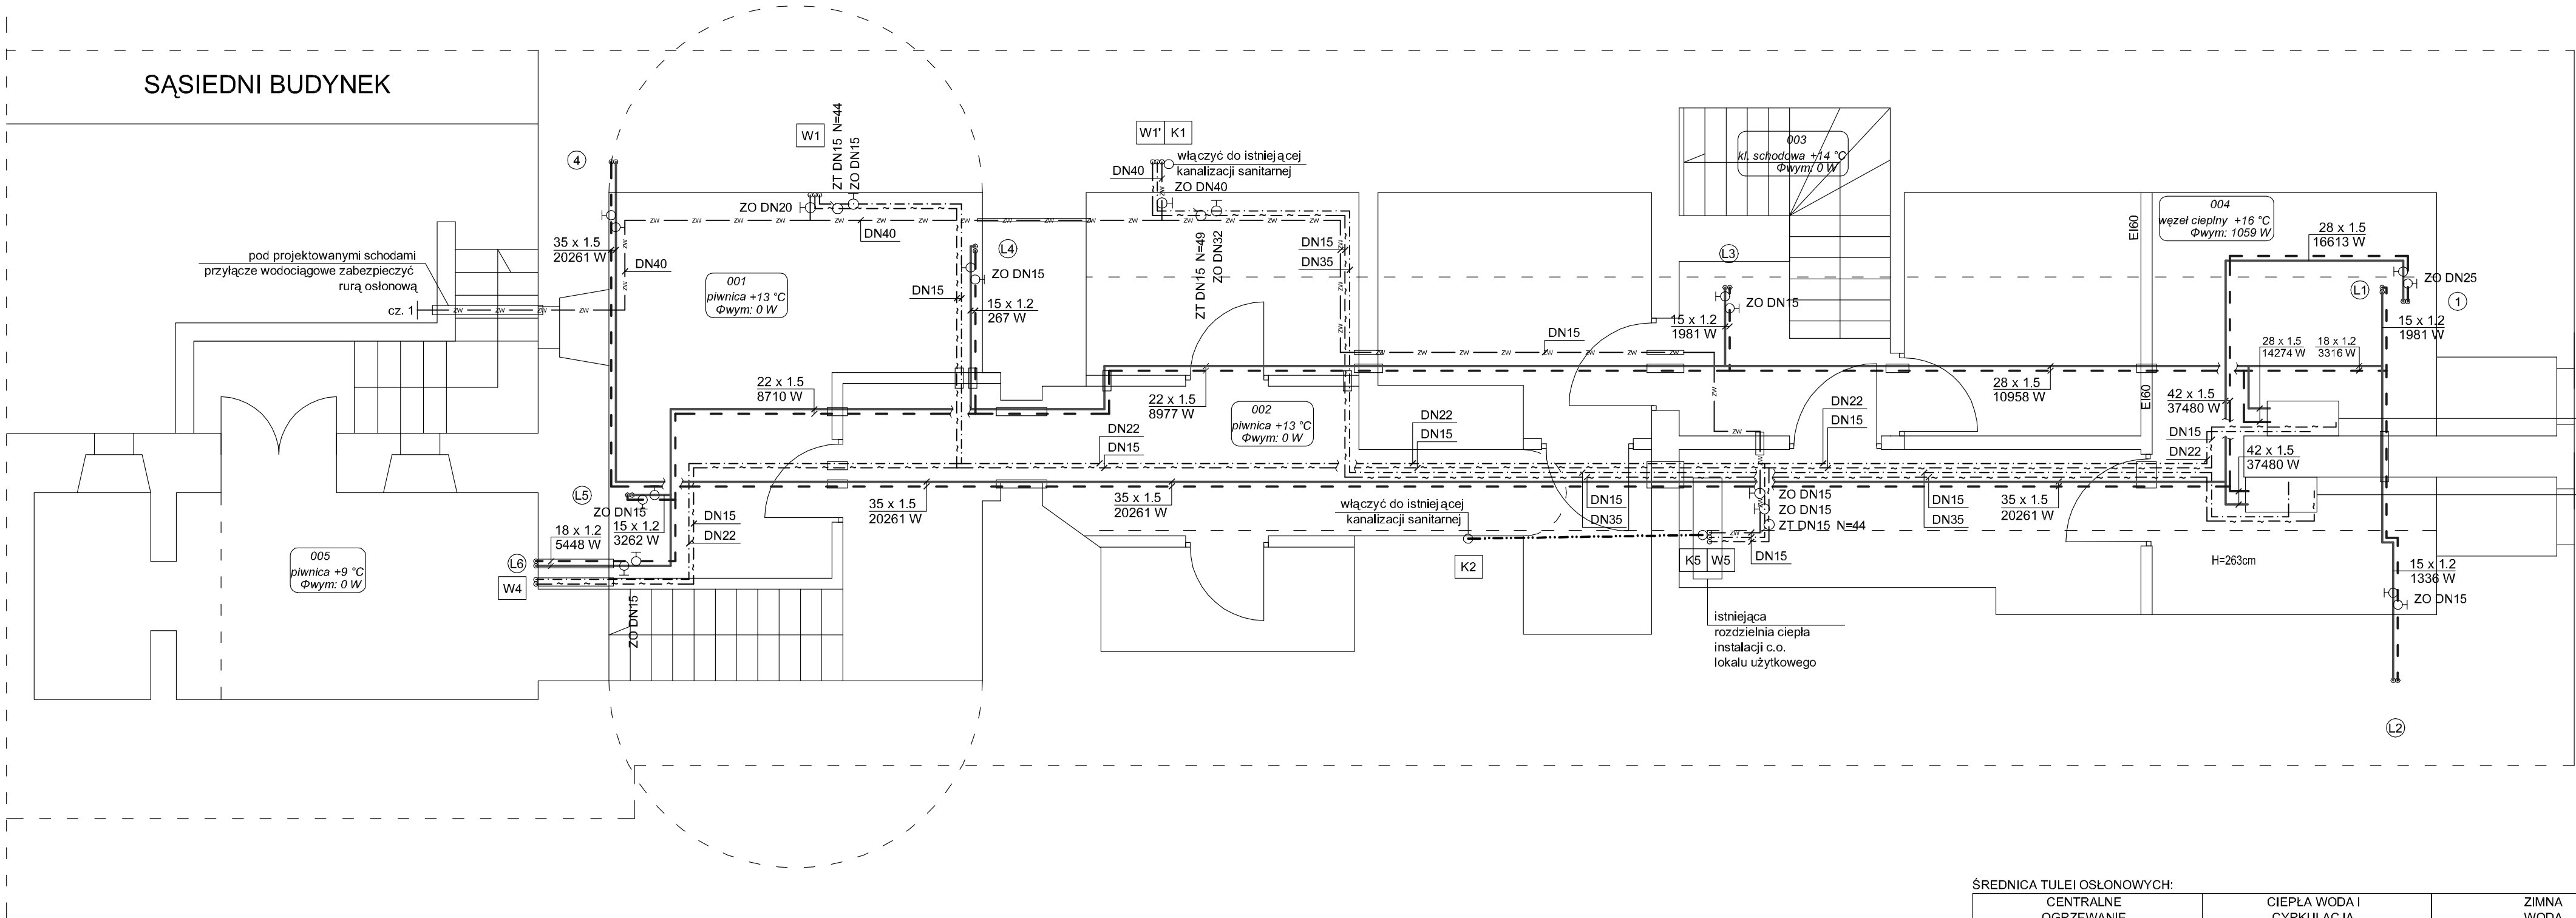 SĄSIEDNI BUDYNEK
4
W1
ZT DN15 N=44
ZO DN15
W1' K1
włączyć do istniejącej
kanalizacji sanitarnej
DN40
ZO DN40
ZO DN20
DN40
003
kl. schodowa +14 °C
Φwym: 0 W
004
węzeł cieplny +16 °C
Φwym: 1059 W
EI60
28 x 1.5
16613 W
35 x 1.5
20261 W
DN40
pod projektowanymi schodami
przyłącze wodociągowe zabezpieczyć
rurą osłonową
cz. 1
001
piwnica +13 °C
Φwym: 0 W
DN15
L4
ZO DN15
15 x 1.2
267 W
ZT DN15 N=49
ZO DN32
DN15
DN35
L3
ZO DN15
15 x 1.2
1981 W
DN15
ZO DN25
L1
1
15 x 1.2
1981 W
28 x 1.5
14274 W
18 x 1.2
3316 W
22 x 1.5
8710 W
22 x 1.5
8977 W
002
piwnica +13 °C
Φwym: 0 W
28 x 1.5
10958 W
EI60
42 x 1.5
37480 W
DN22
DN15
DN22
DN15
DN22
DN15
DN15
DN22
42 x 1.5
37480 W
L5
ZO DN15
18 x 1.2
5448 W
15 x 1.2
3262 W
DN15
DN22
35 x 1.5
20261 W
35 x 1.5
20261 W
włączyć do istniejącej
kanalizacji sanitarnej
DN15
DN35
ZO DN15
ZO DN15
ZT DN15 N=44
DN15
DN15
DN35
35 x 1.5
20261 W
005
piwnica +9 °C
Φwym: 0 W
L6
W4
ZO DN15
K2
K5 W5
H=263cm
15 x 1.2
1336 W
ZO DN15
istniejąca
rozdzielnia ciepła
instalacji c.o.
lokalu użytkowego
L2
ŚREDNICA TULEI OSŁONOWYCH:
CENTRALNE
OGRZEWANIE
CIEPŁA WODA I
CYRKULACJA
ZIMNA
WODA